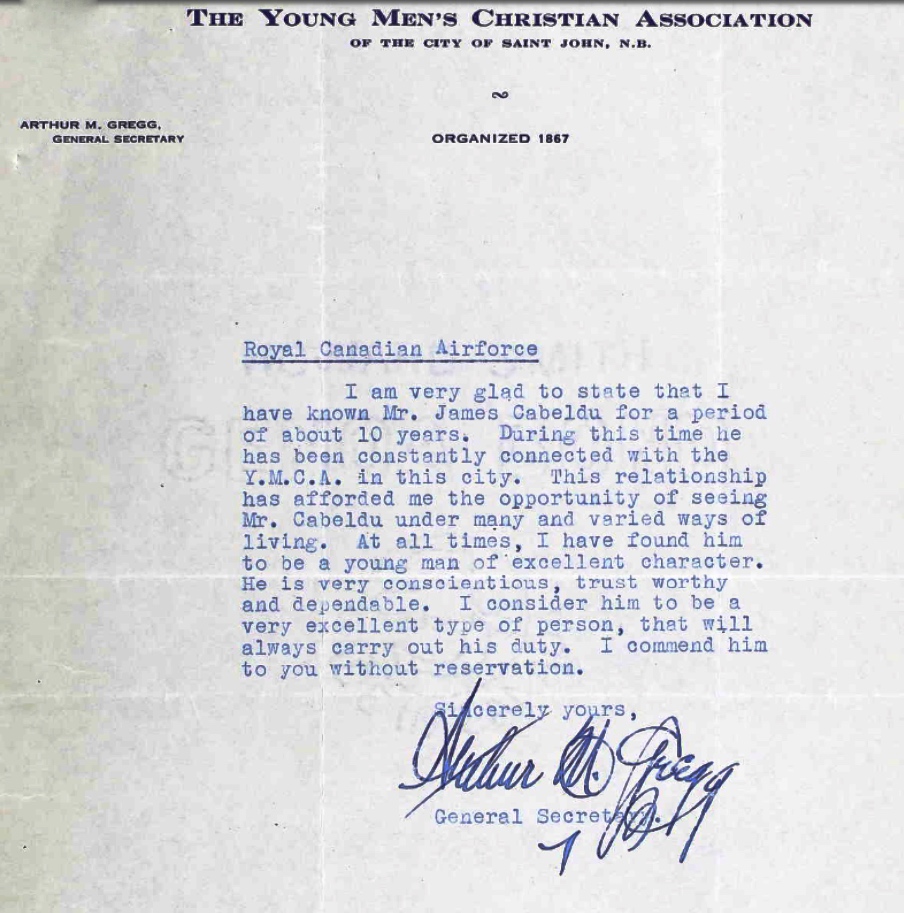 THE YOUNG MEN'S CHRISTIAN ASSOCIATION
OF THE CITY OF SAINT JOHN, N.B.
ARTHUR M. GREGG,
GENERAL SECRETARY
ORGANIZED 1867
Royal Canadian Airforce
I am very glad to state that I
have known Mr. James Cabeldu for a period
of about 10 years. During this time he
has been constantly connected with the
Y.M.C.A. in this city. This relationship
has afforded me the opportunity of seeing
Mr. Cabeldu under many and varied ways of
living. At all times, I have found him
to be a young man of excellent character.
He is very conscientious, trust worthy
and dependable. I consider him to be a
very excellent type of person, that will
always carry out his duty. I commend him
to you without reservation.
Sincerely yours,
Arthur M. Gregg
General Secretary.